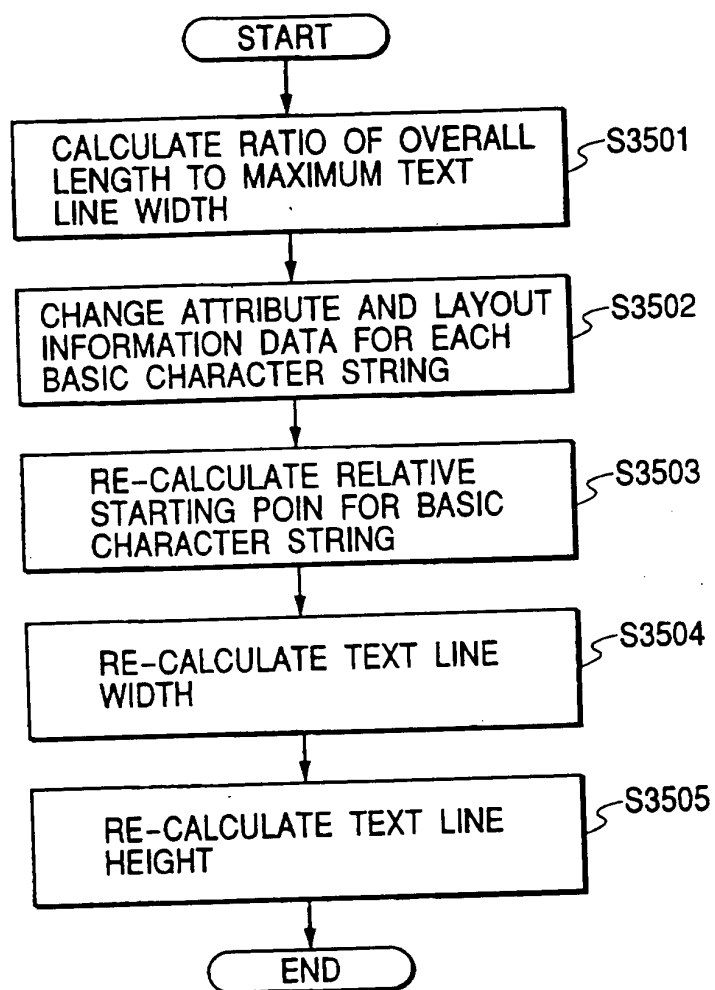 START
CALCULATE RATIO OF OVERALL
LENGTH TO MAXIMUM TEXT
LINE WIDTH
S3501
CHANGE ATTRIBUTE AND LAYOUT
INFORMATION DATA FOR EACH
BASIC CHARACTER STRING
S3502
RE-CALCULATE RELATIVE
STARTING POIN FOR BASIC
CHARACTER STRING
S3503
RE-CALCULATE TEXT LINE
WIDTH
S3504
RE-CALCULATE TEXT LINE
HEIGHT
S3505
END